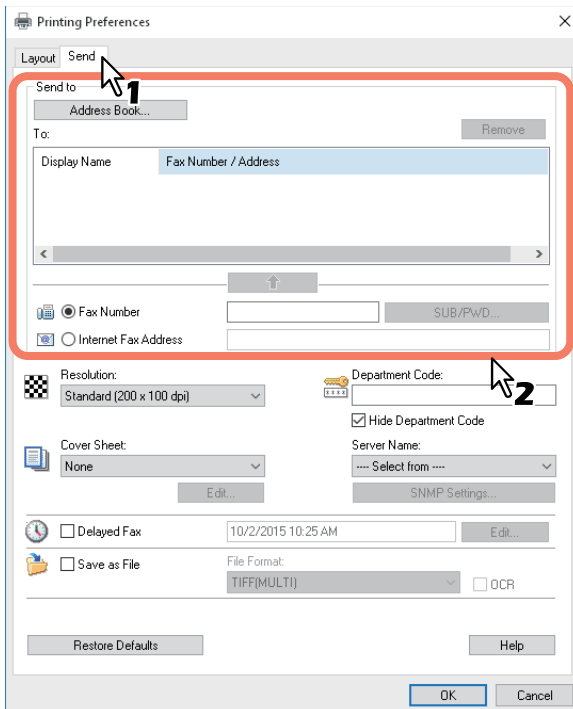 Printing Preferences
Layout Send
1
Send to
Address Book...
To:
Remove
Display Name Fax Number / Address
Fax Number
SUB/PWD...
Internet Fax Address
2
Resolution:
Department Code:
Standard (200 x 100 dpi)
Hide Department Code
Cover Sheet:
Server Name:
None
---- Select from ----
Edit...
SNMP Settings...
Delayed Fax
10/2/2015 10:25 AM
Edit...
Save as File
File Format:
TIFF(MULTI)
OCR
Restore Defaults
Help
OK
Cancel